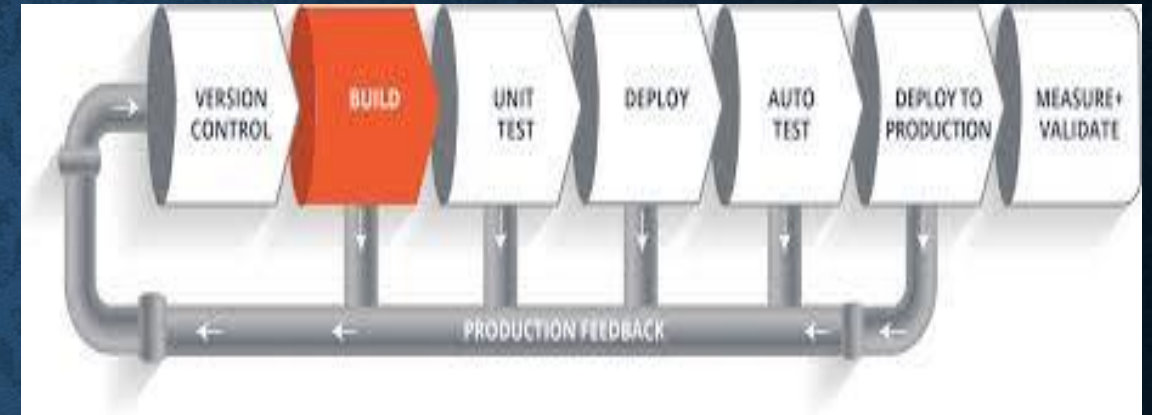 VERSION
CONTROL
BUILD
UNIT
TEST
DEPLOY
AUTO
TEST
DEPLOY TO
PRODUCTION
MEASURE+
VALIDATE
PRODUCTION FEEDBACK